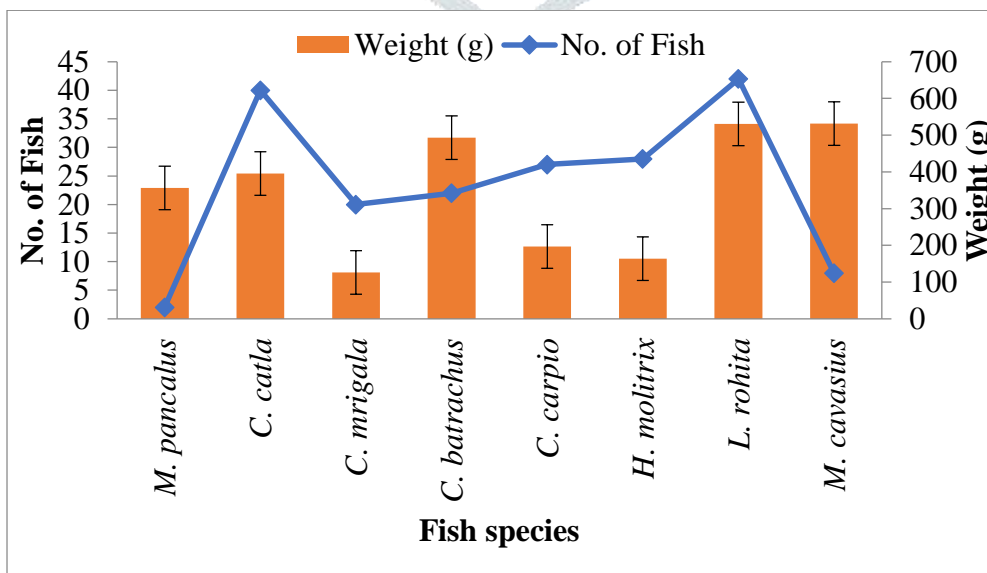 Weight (g) No. of Fish
45
40
35
30
25
20
15
10
5
0
No. of Fish
700
600
500
400
300
200
100
0
Weight (g)
M. pancalus
C. catla
C. mrigala
C. batrachus
C. carpio
H. molitrix
L. rohita
M. cavasius
Fish species